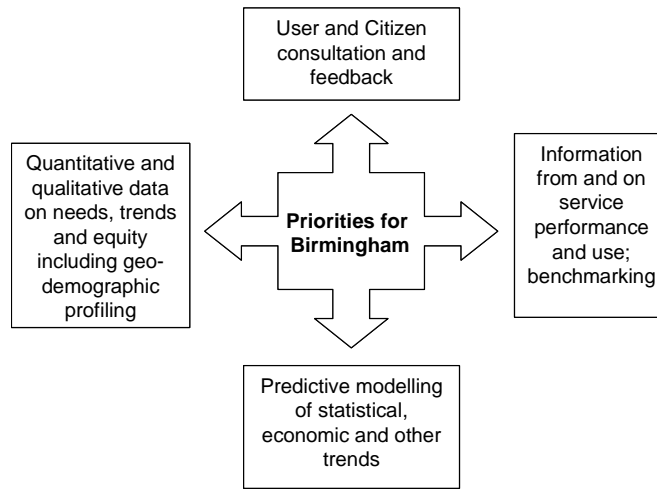 User and Citizen
consultation and
feedback
Quantitative and
qualitative data
on needs, trends
and equity
including geo-
demographic
profiling
Priorities for
Birmingham
Information
from and on
service
performance
and use;
benchmarking
Predictive modelling
of statistical,
economic and other
trends